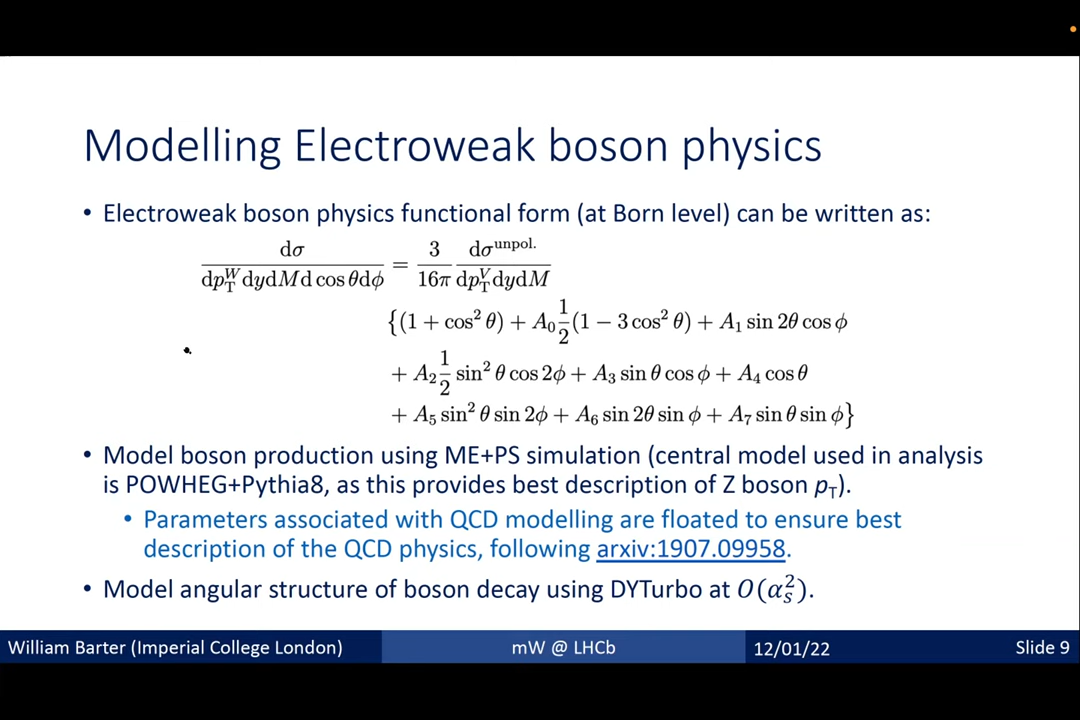 Modelling Electroweak boson physics
• Electroweak boson physics functional form (at Born level) can be written as:
dσ / dp_T^W dydMd cos θdϕ = 3/16π dσ^unpol. / dp_T^V dydM
{(1 + cos² θ) + A₀ 1/2 (1 − 3 cos² θ) + A₁ sin 2θ cos ϕ
+ A₂ 1/2 sin² θ cos 2ϕ + A₃ sin θ cos ϕ + A₄ cos θ
+ A₅ sin² θ sin 2ϕ + A₆ sin 2θ sin ϕ + A₇ sin θ sin ϕ}
• Model boson production using ME+PS simulation (central model used in analysis
is POWHEG+Pythia8, as this provides best description of Z boson p_T).
• Parameters associated with QCD modelling are floated to ensure best
description of the QCD physics, following arxiv:1907.09958.
• Model angular structure of boson decay using DYTurbo at O(α_s²).
William Barter (Imperial College London) mW @ LHCb 12/01/22 Slide 9